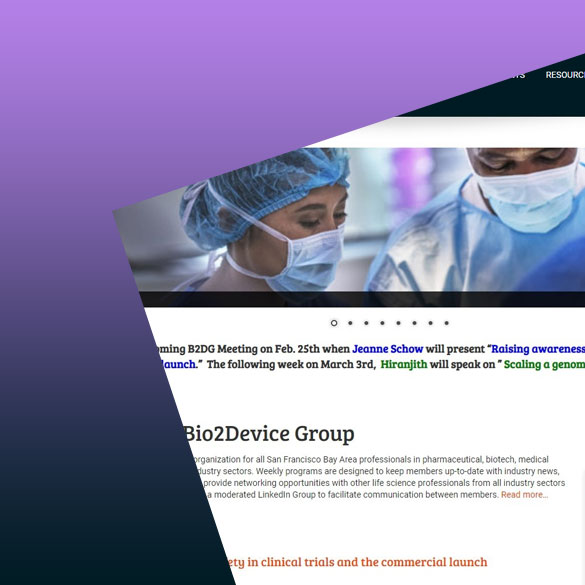 RESOURC
oming B2DG Meeting on Feb. 25th when Jeanne Schow will present "Raising awareness
launch." The following week on March 3rd, Hiranjith will speak on " Scaling a genom
Bio2Device Group
organization for all San Francisco Bay Area professionals in pharmaceutical, biotech, medical
dustry sectors. Weekly programs are designed to keep members up-to-date with industry news,
provide networking opportunities with other life science professionals from all industry sectors
a moderated LinkedIn Group to facilitate communication between members. Read more...
ety in clinical trials and the commercial launch